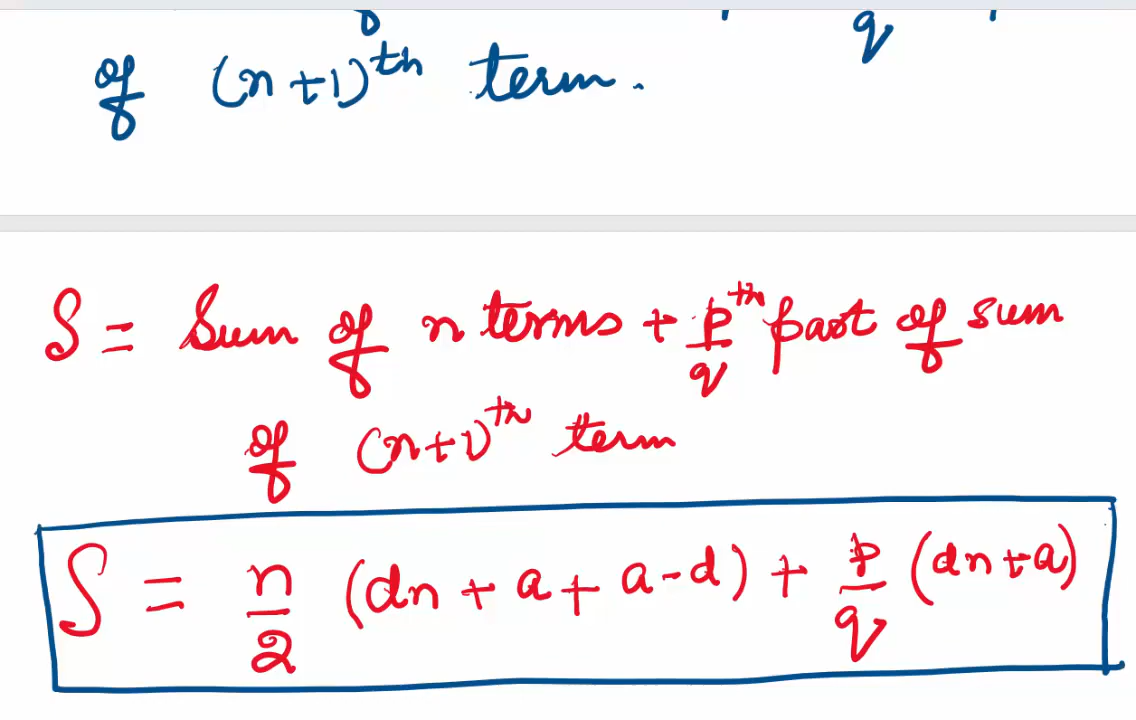 q
of (n+1)th term.
S = Sum of n terms + p/q th part of sum
of (n+1)th term
S = n/2 (dn + a + a-d) + p/q (dn+a)